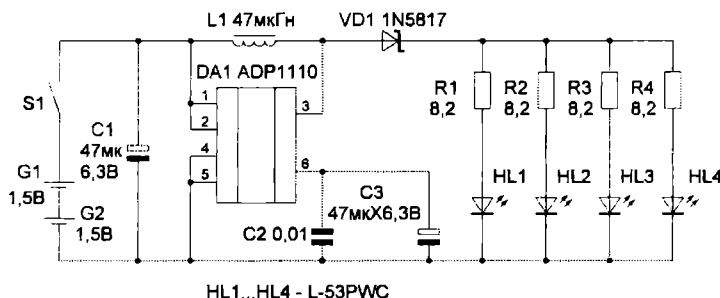 L1 47мкГн
VD1 1N5817
DA1 ADP1110
S1
1
2
3
4
5
6
C1
47мк
6,3В
G1
1,5В
G2
1,5В
C2 0,01
C3
47мкХ6,3В
R1
8,2
R2
8,2
R3
8,2
R4
8,2
HL1
HL2
HL3
HL4
HL1...HL4 - L-53PWC